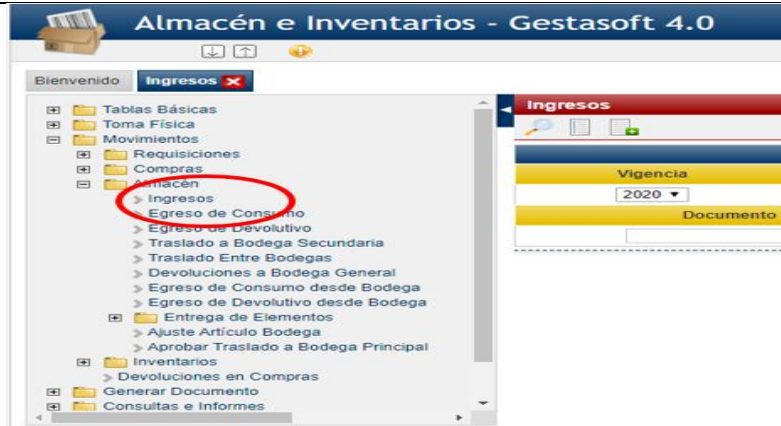 Almacén e Inventarios - Gestasoft 4.0
Bienvenido Ingresos
Tablas Básicas
Toma Física
Movimientos
Requisiciones
Compras
Almacén
Ingresos
Egreso de Consumo
Egreso de Devolutivo
Traslado a Bodega Secundaria
Traslado Entre Bodegas
Devoluciones a Bodega General
Egreso de Consumo desde Bodega
Egreso de Devolutivo desde Bodega
Entrega de Elementos
Ajuste Artículo Bodega
Aprobar Traslado a Bodega Principal
Inventarios
Devoluciones en Compras
Generar Documento
Consultas e Informes
Ingresos
Vigencia
2020
Documento